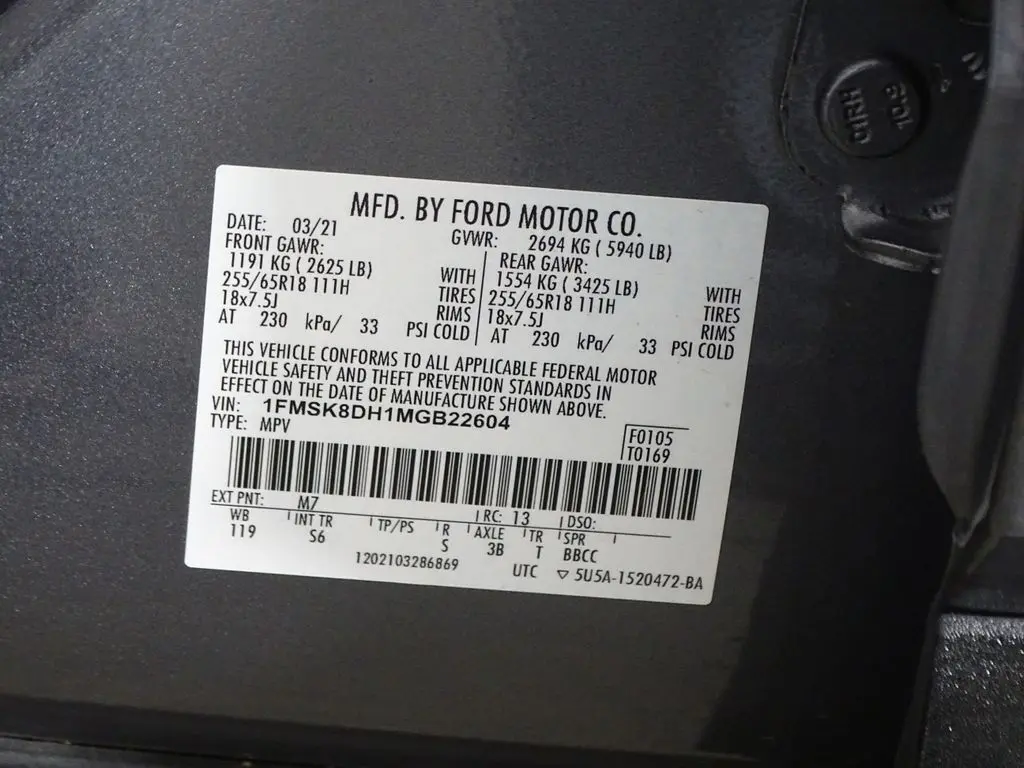 MFD. BY FORD MOTOR CO.
DATE: 03/21 GVWR: 2694 KG ( 5940 LB)
FRONT GAWR: REAR GAWR:
1191 KG ( 2625 LB) WITH 1554 KG ( 3425 LB) WITH
255/65R18 111H TIRES 255/65R18 111H TIRES
18x7.5J RIMS 18x7.5J RIMS
AT 230 kPa/ 33 PSI COLD AT 230 kPa/ 33 PSI COLD
THIS VEHICLE CONFORMS TO ALL APPLICABLE FEDERAL MOTOR
VEHICLE SAFETY AND THEFT PREVENTION STANDARDS IN
EFFECT ON THE DATE OF MANUFACTURE SHOWN ABOVE.
VIN: 1FMSK8DH1MGB22604
TYPE: MPV F0105
T0169
EXT PNT: M7 RC: 13 DSO:
WB INT TR TP/PS R AXLE TR SPR
119 S6 S 3B T BBCC
1202103286869 UTC ▽ 5U5A-1520472-BA